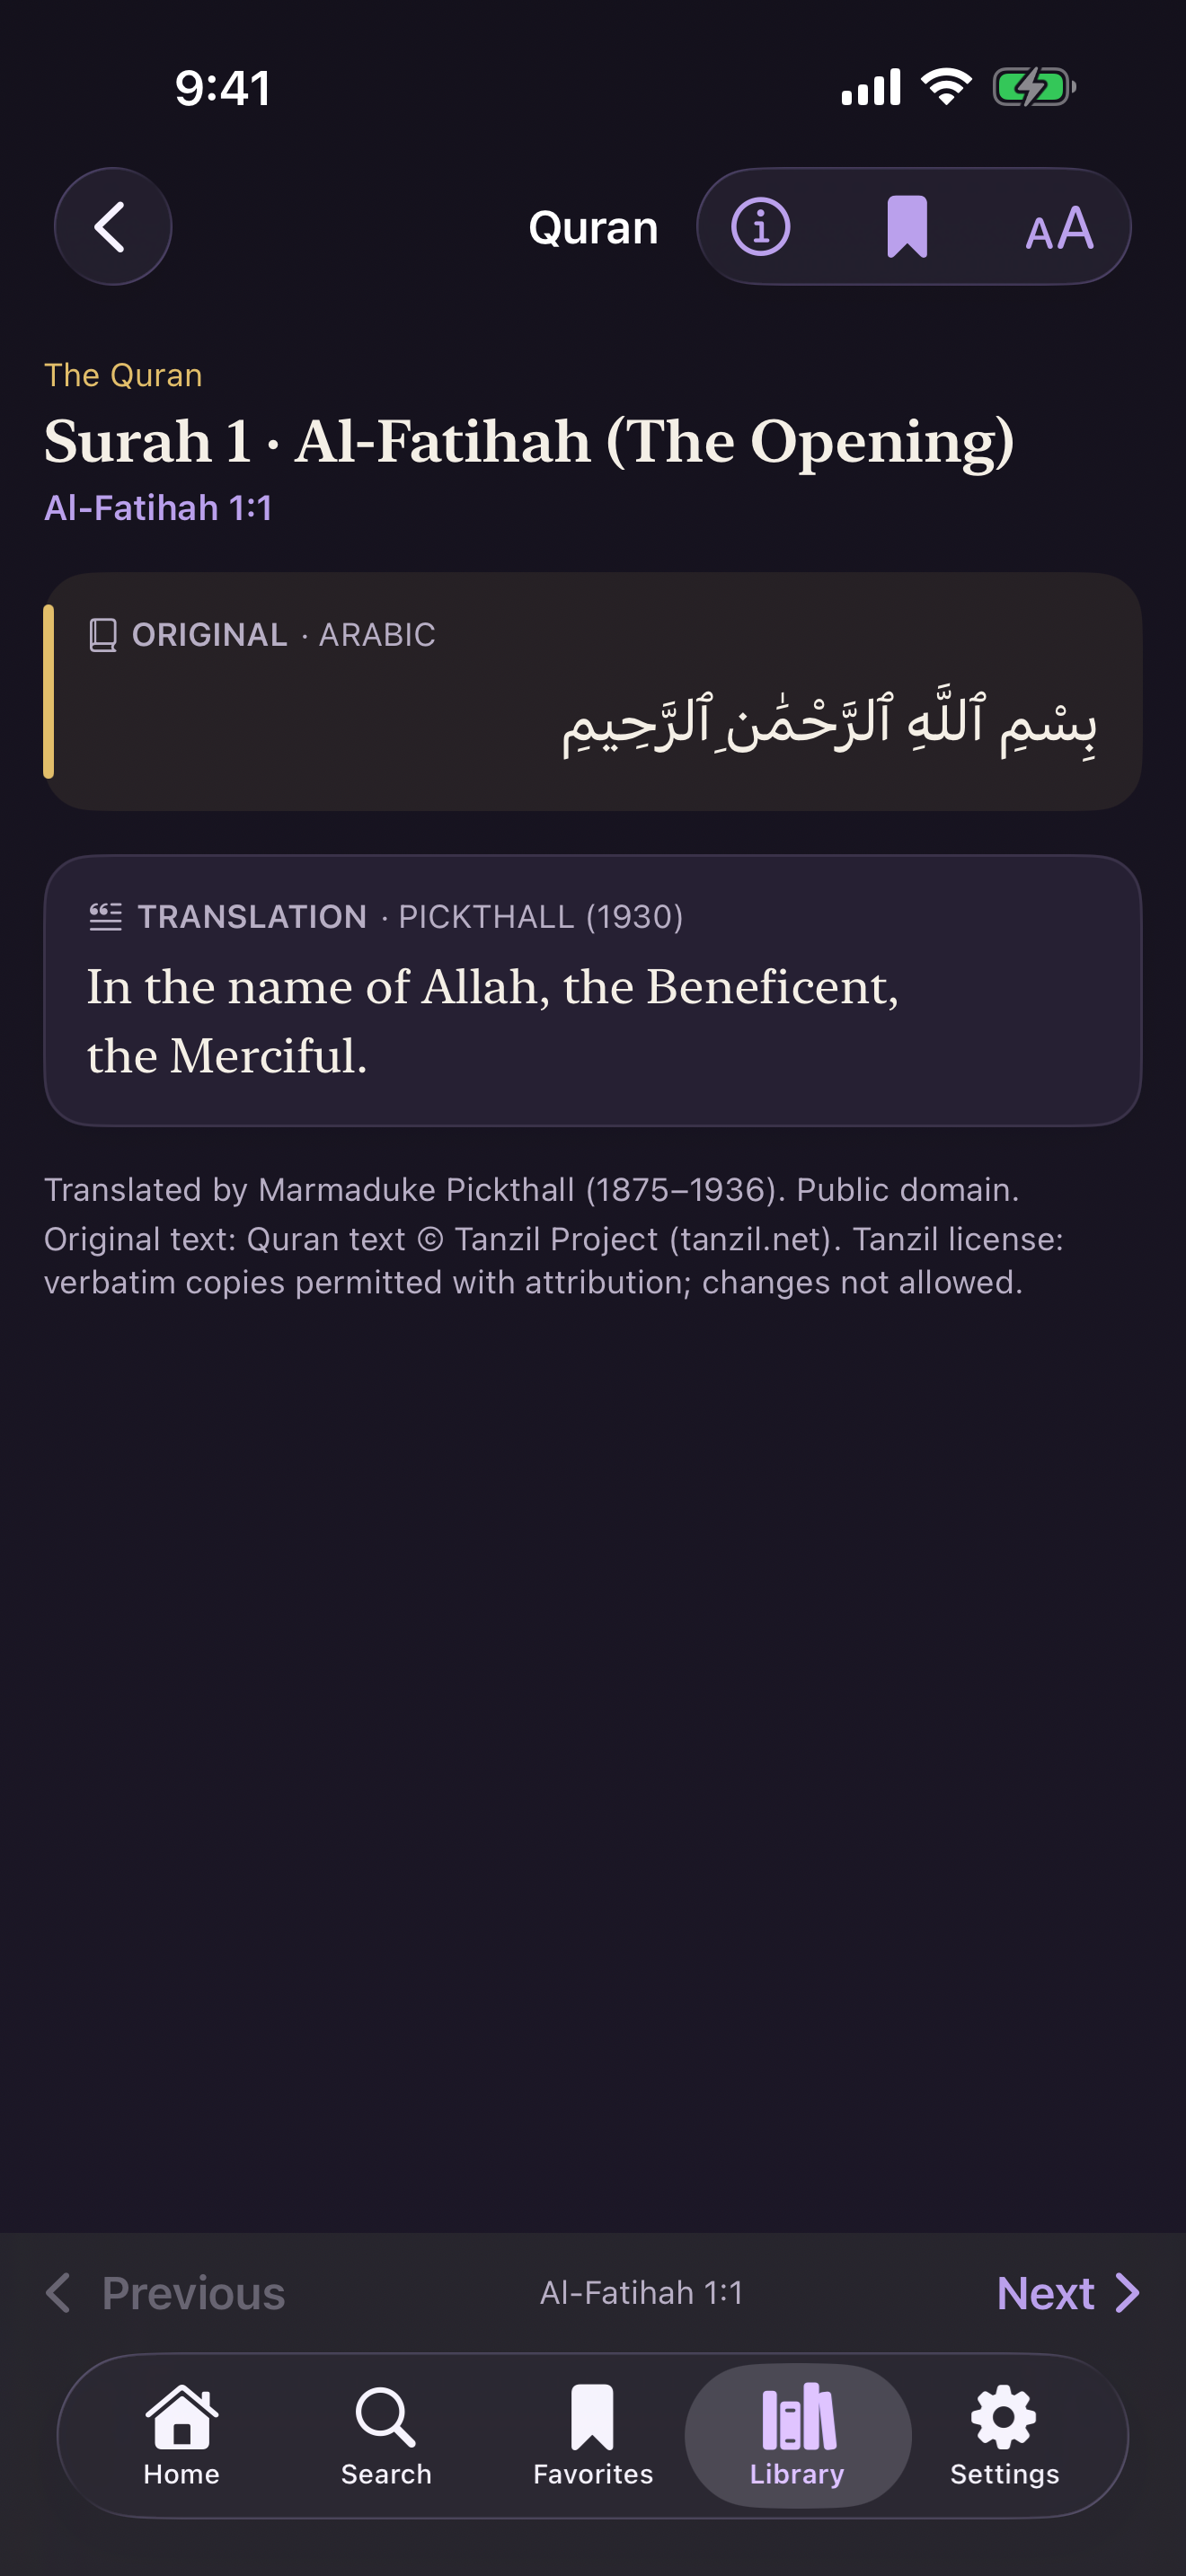 9:41
Quran
AA
The Quran
Surah 1 · Al-Fatihah (The Opening)
Al-Fatihah 1:1
ORIGINAL · ARABIC
بِسْمِ ٱللَّهِ ٱلرَّحْمَٰنِ ٱلرَّحِيمِ
TRANSLATION · PICKTHALL (1930)
In the name of Allah, the Beneficent,
the Merciful.
Translated by Marmaduke Pickthall (1875–1936). Public domain.
Original text: Quran text © Tanzil Project (tanzil.net). Tanzil license:
verbatim copies permitted with attribution; changes not allowed.
Previous
Al-Fatihah 1:1
Next
Home
Search
Favorites
Library
Settings